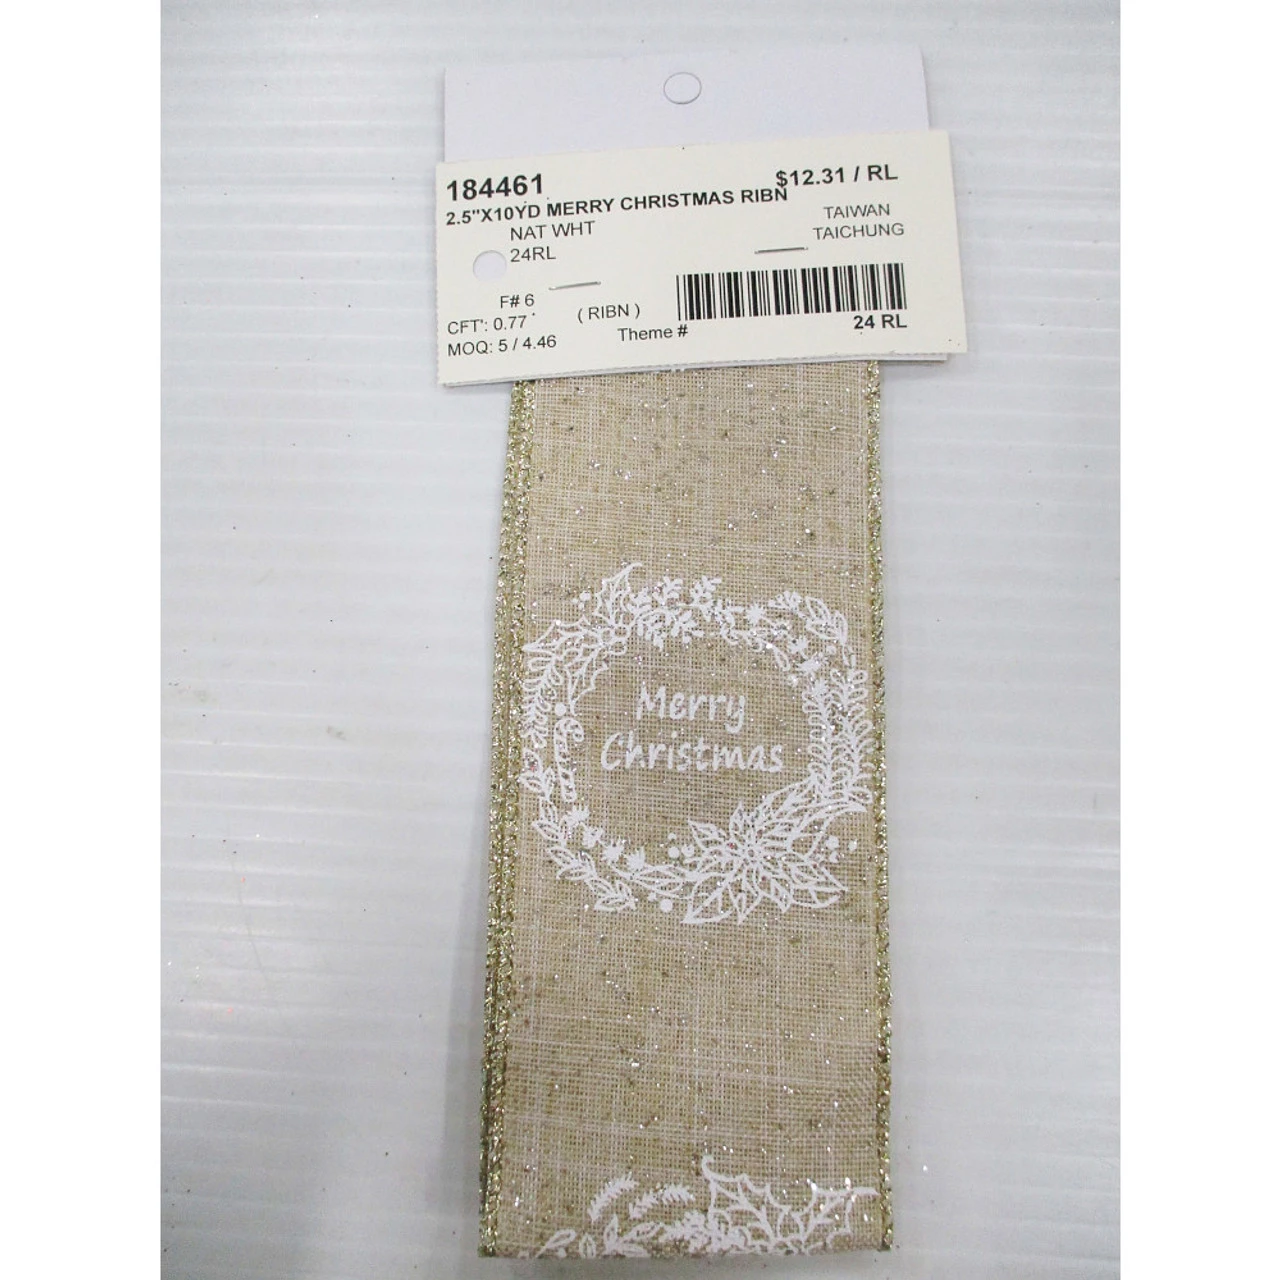 184461 $12.31 / RL
2.5"X10YD MERRY CHRISTMAS RIBN
NAT WHT TAIWAN
24RL TAICHUNG
F# 6
CFT': 0.77 ( RIBN )
MOQ: 5 / 4.46 Theme # 24 RL
Merry
Christmas